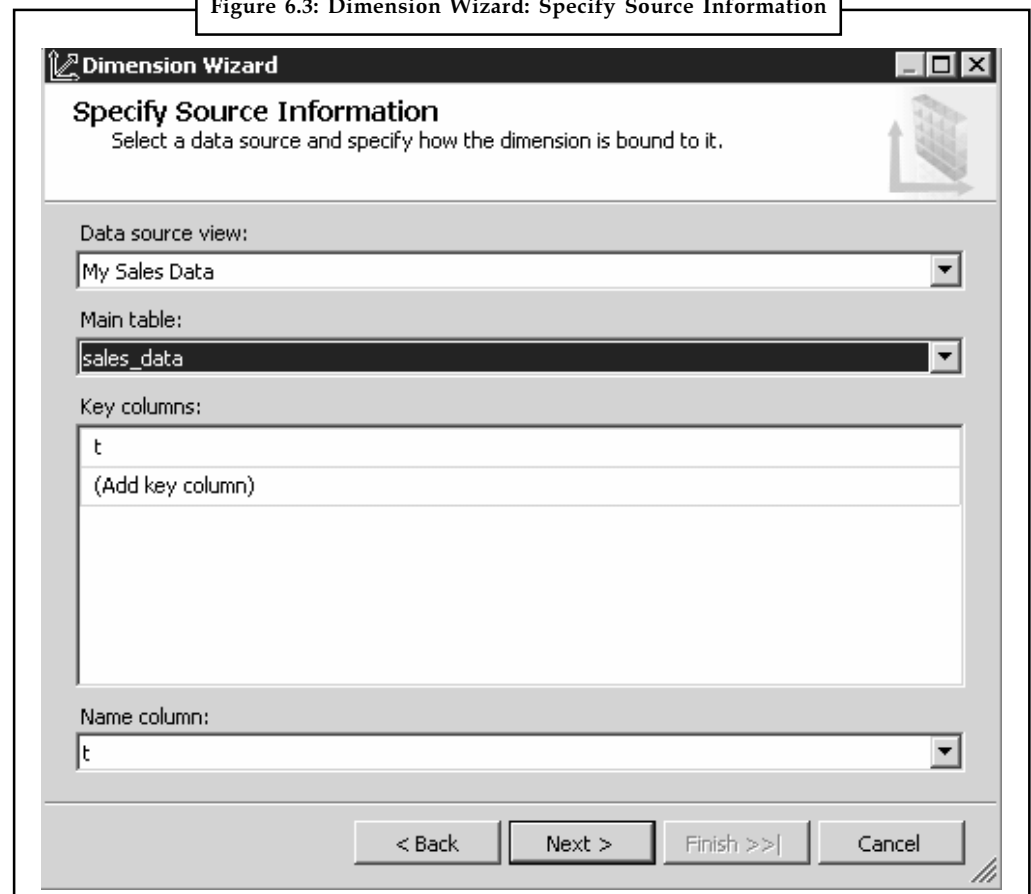 Figure 6.3: Dimension Wizard: Specify Source Information
Dimension Wizard
Specify Source Information
Select a data source and specify how the dimension is bound to it.
Data source view:
My Sales Data
Main table:
sales_data
Key columns:
t
(Add key column)
Name column:
t
< Back Next > Finish >>| Cancel